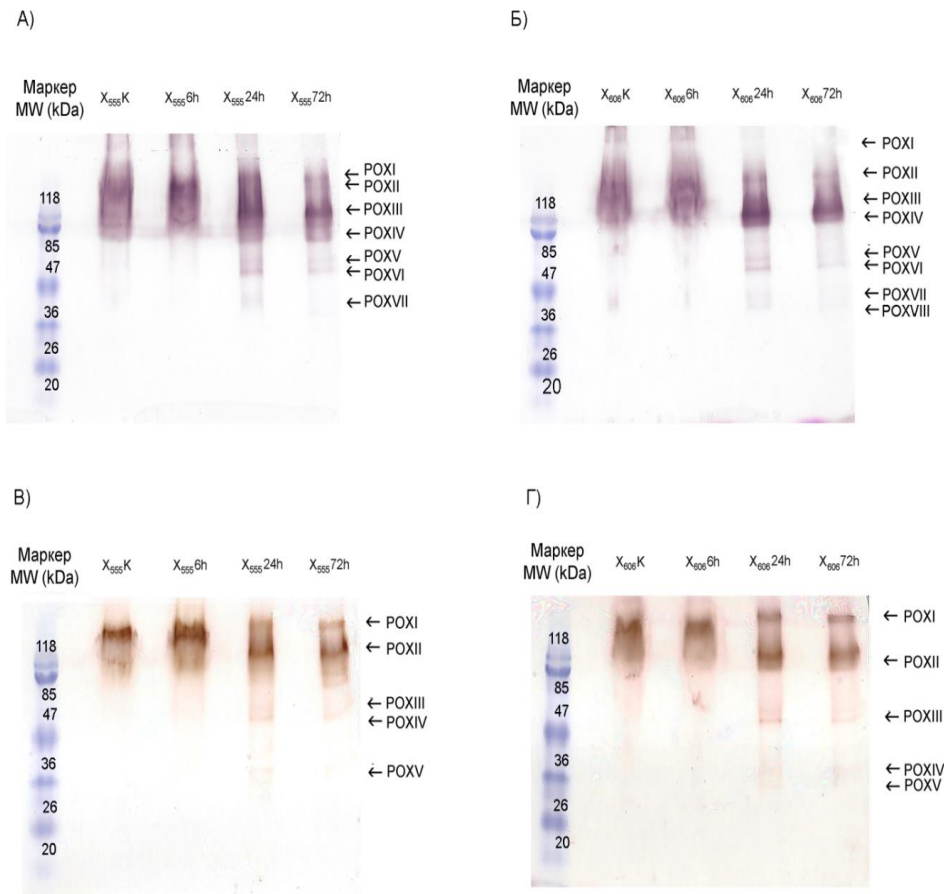 А)
Маркер
MW (kDa)
X₅₅₅K X₅₅₅6h X₅₅₅24h X₅₅₅72h
118
85
47
36
26
20
← POXI
← POXII
← POXIII
← POXIV
← POXV
← POXVI
← POXVII
Б)
Маркер
MW (kDa)
X₆₀₆K X₆₀₆6h X₆₀₆24h X₆₀₆72h
118
85
47
36
26
20
← POXI
← POXII
← POXIII
← POXIV
← POXV
← POXVI
← POXVII
← POXVIII
В)
Маркер
MW (kDa)
X₅₅₅K X₅₅₅6h X₅₅₅24h X₅₅₅72h
118
85
47
36
26
20
← POXI
← POXII
← POXIII
← POXIV
← POXV
Г)
Маркер
MW (kDa)
X₆₀₆K X₆₀₆6h X₆₀₆24h X₆₀₆72h
118
85
47
36
26
20
← POXI
← POXII
← POXIII
← POXIV
← POXV